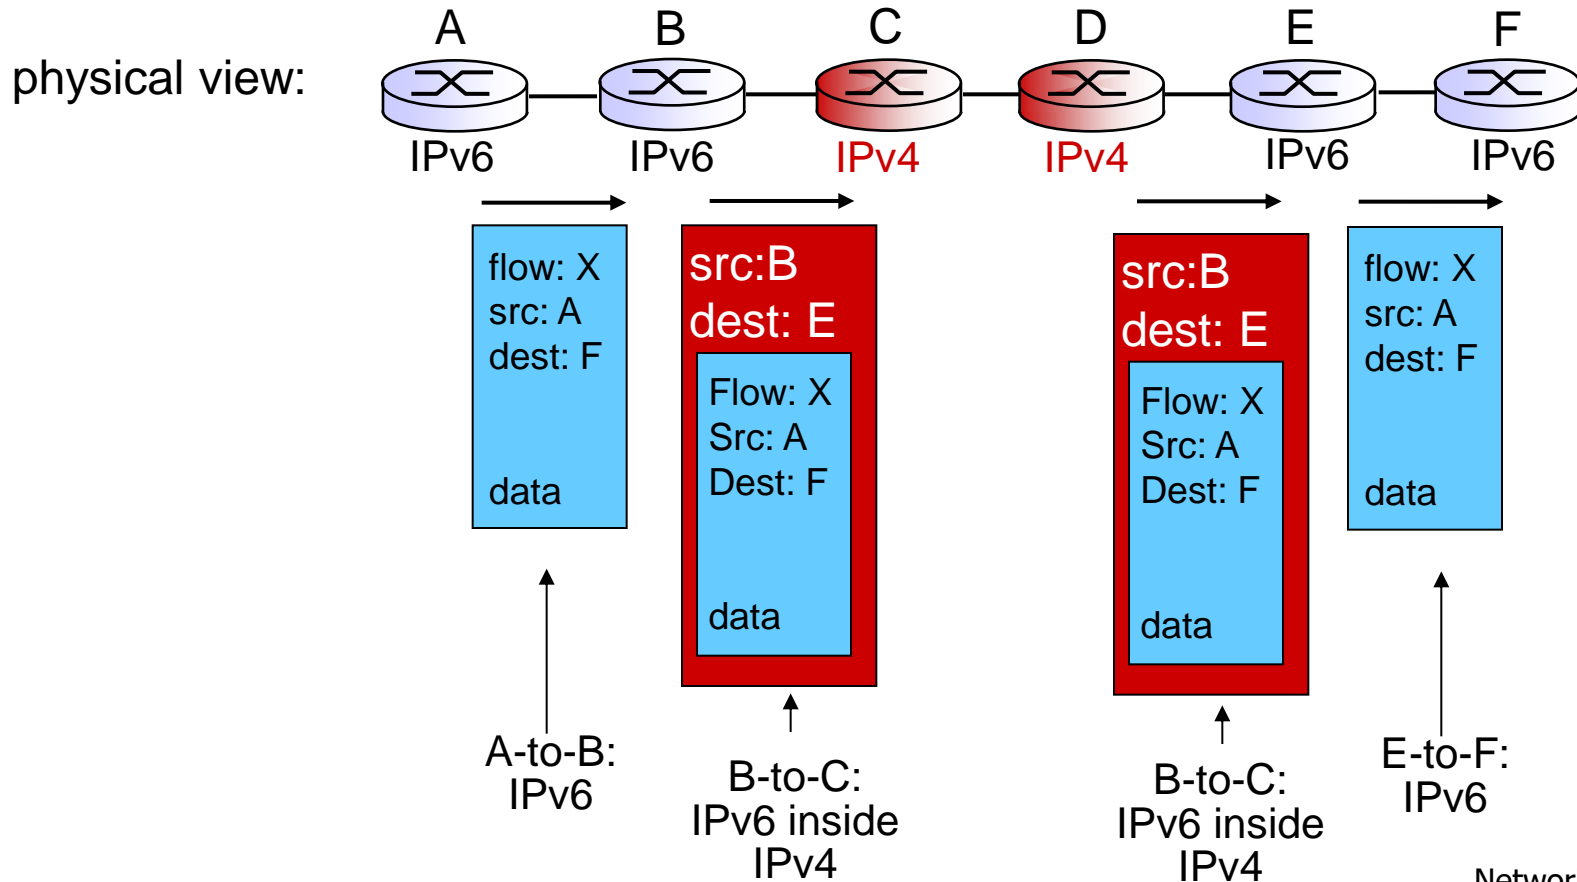 A
B
C
D
E
F
physical view:
IPv6
IPv6
IPv4
IPv4
IPv6
IPv6
flow: X
src: A
dest: F
data
src:B
dest: E
Flow: X
Src: A
Dest: F
data
src:B
dest: E
Flow: X
Src: A
Dest: F
data
flow: X
src: A
dest: F
data
A-to-B:
IPv6
B-to-C:
IPv6 inside
IPv4
B-to-C:
IPv6 inside
IPv4
E-to-F:
IPv6